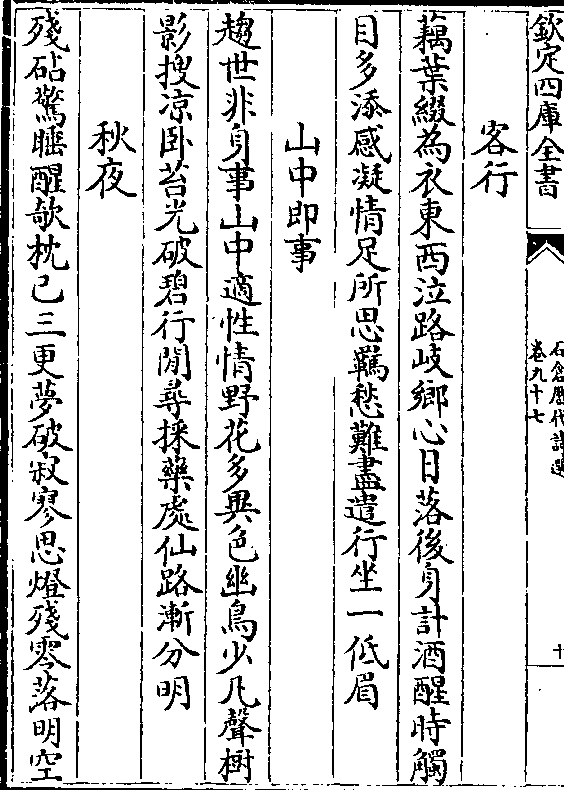 欽定四庫全書
石倉歷代詩選
卷九十七
十
客行
藕葉綴為衣東西泣路岐鄉心日落後身計酒醒時觸
目多添感凝情足所思羈愁難盡遣行坐一低眉
山中即事
趨世非身事山中適性情野花多異色幽鳥少凡聲樹
影搜凉卧苔光破碧行閒尋採藥處仙路漸分明
秋夜
殘砧驚睡醒欹枕已三更夢破寂寥思燈殘零落明空